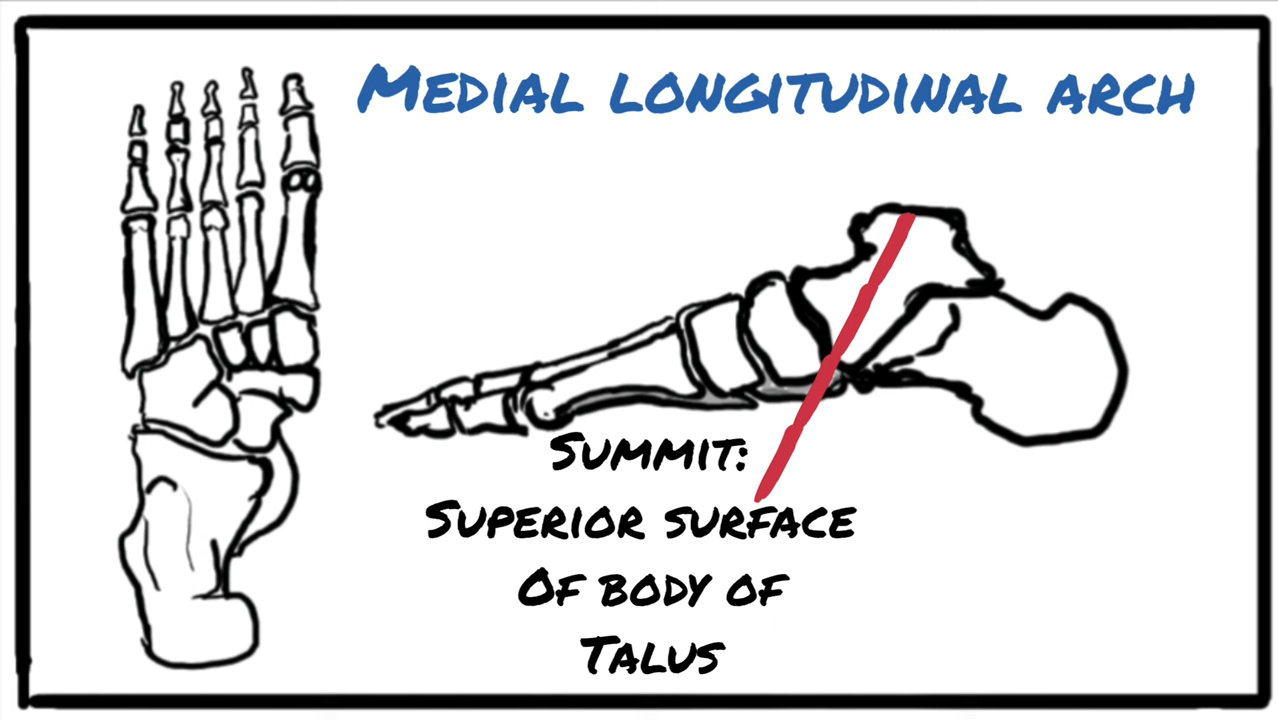 MEDIAL LONGITUDINAL ARCH
SUMMIT:
SUPERIOR SURFACE
OF BODY OF
TALUS